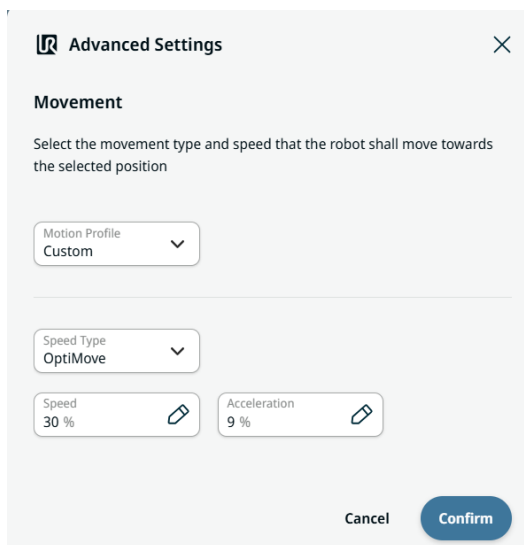 UR Advanced Settings
Movement
Select the movement type and speed that the robot shall move towards
the selected position
Motion Profile
Custom
Speed Type
OptiMove
Speed
30 %
Acceleration
9 %
Cancel
Confirm